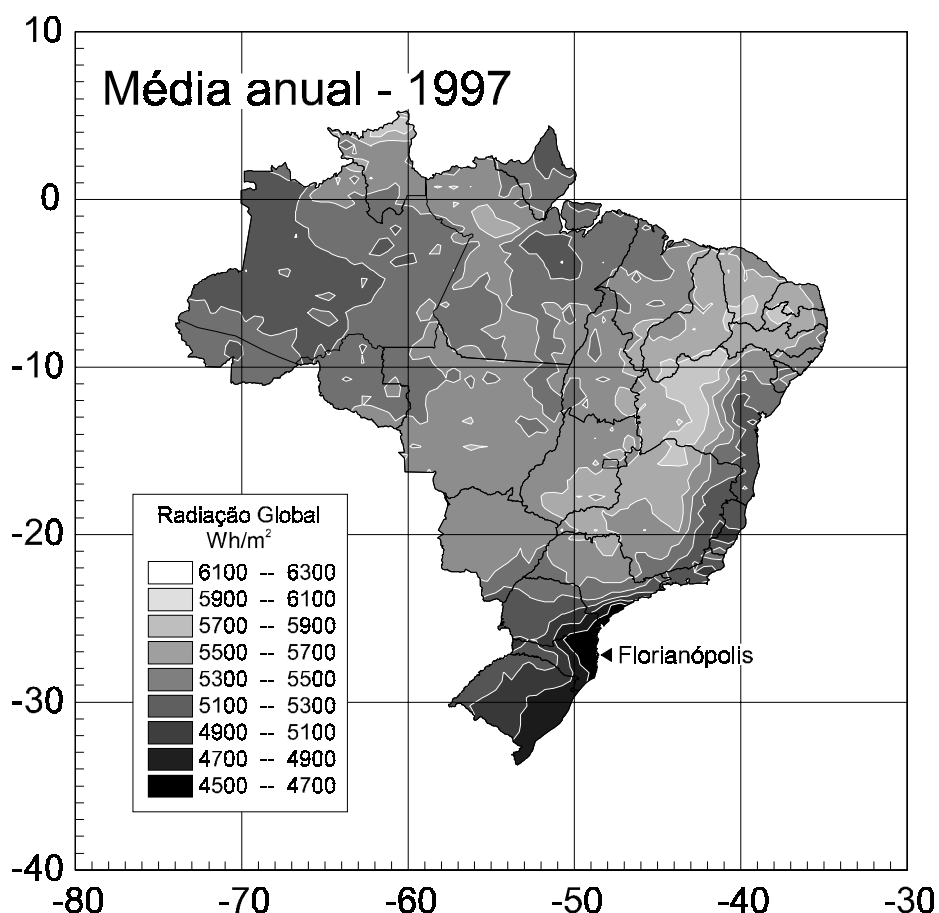 10
Média anual - 1997
0
-10
Radiação Global
Wh/m²
-20
6100 -- 6300
5900 -- 6100
5700 -- 5900
5500 -- 5700
Florianópolis
5300 -- 5500
-30
5100 -- 5300
4900 -- 5100
4700 -- 4900
4500 -- 4700
-40
-80 -70 -60 -50 -40 -30